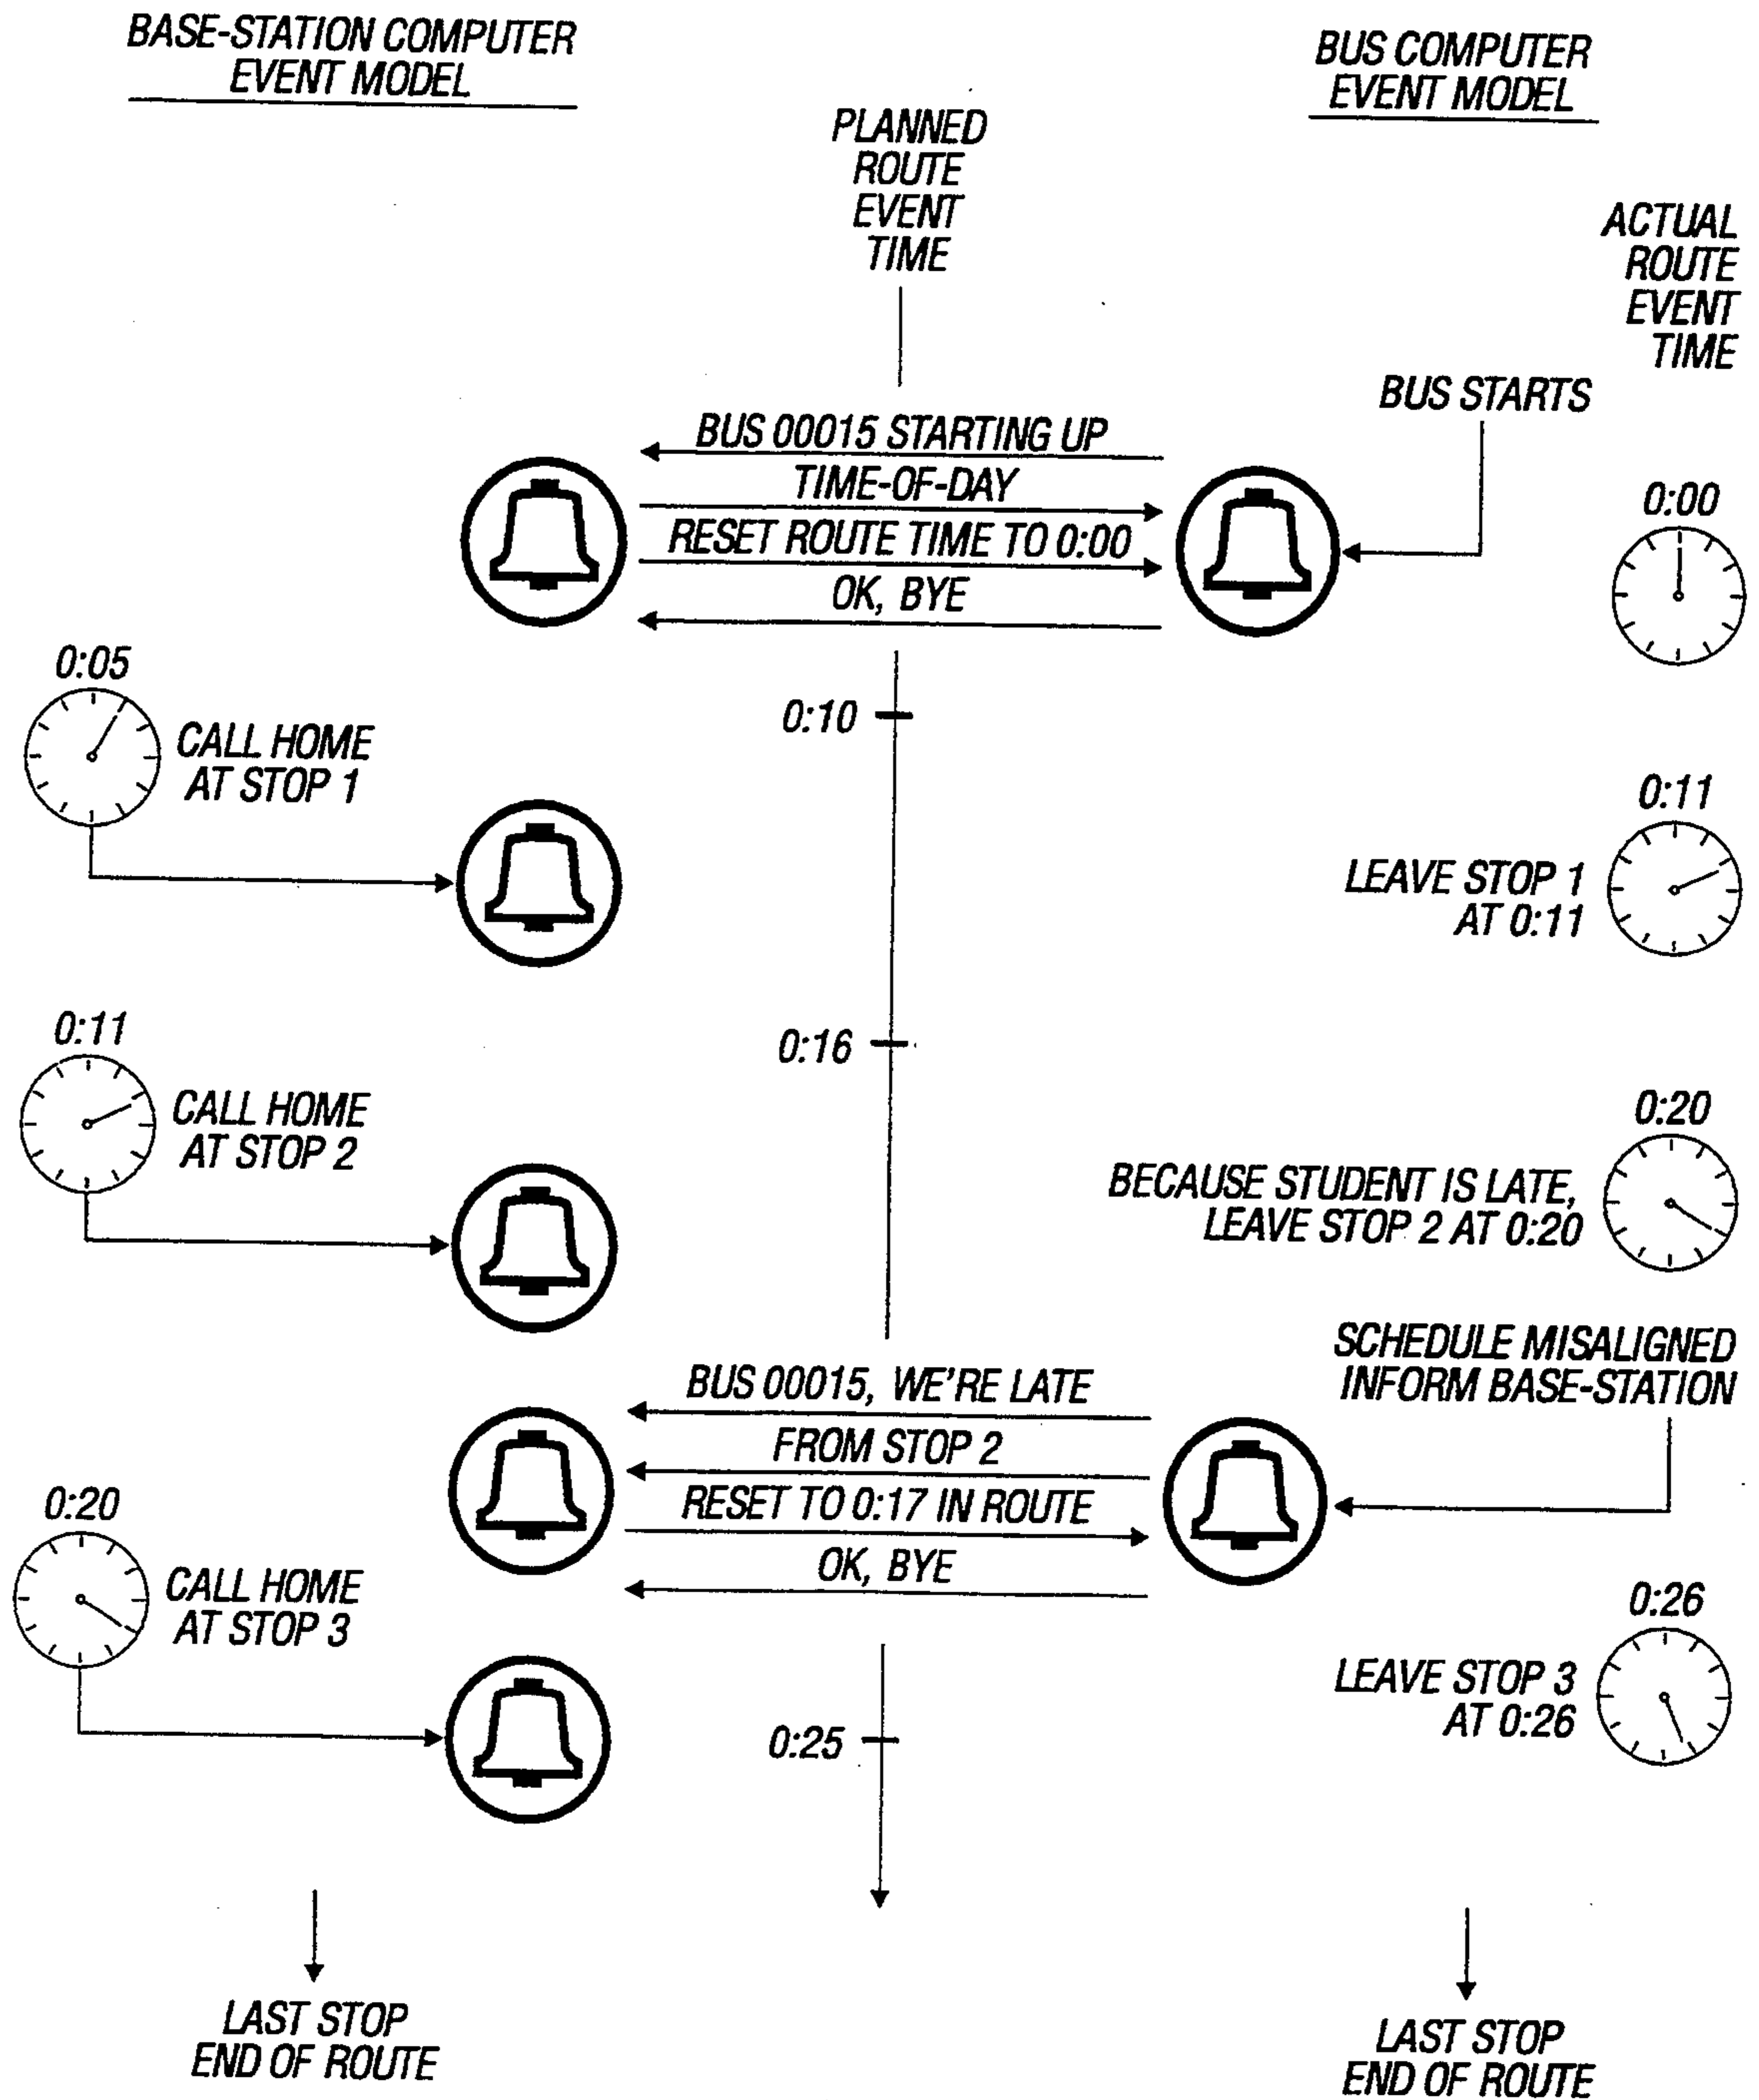 BASE-STATION COMPUTER
EVENT MODEL
BUS COMPUTER
EVENT MODEL
PLANNED
ROUTE
EVENT
TIME
ACTUAL
ROUTE
EVENT
TIME
BUS STARTS
BUS 00015 STARTING UP
TIME-OF-DAY
RESET ROUTE TIME TO 0:00
OK, BYE
0:00
0:05
CALL HOME
AT STOP 1
0:10
0:11
LEAVE STOP 1
AT 0:11
0:11
CALL HOME
AT STOP 2
0:16
0:20
BECAUSE STUDENT IS LATE,
LEAVE STOP 2 AT 0:20
SCHEDULE MISALIGNED
INFORM BASE-STATION
BUS 00015, WE'RE LATE
FROM STOP 2
RESET TO 0:17 IN ROUTE
OK, BYE
0:20
CALL HOME
AT STOP 3
0:25
0:26
LEAVE STOP 3
AT 0:26
LAST STOP
END OF ROUTE
LAST STOP
END OF ROUTE